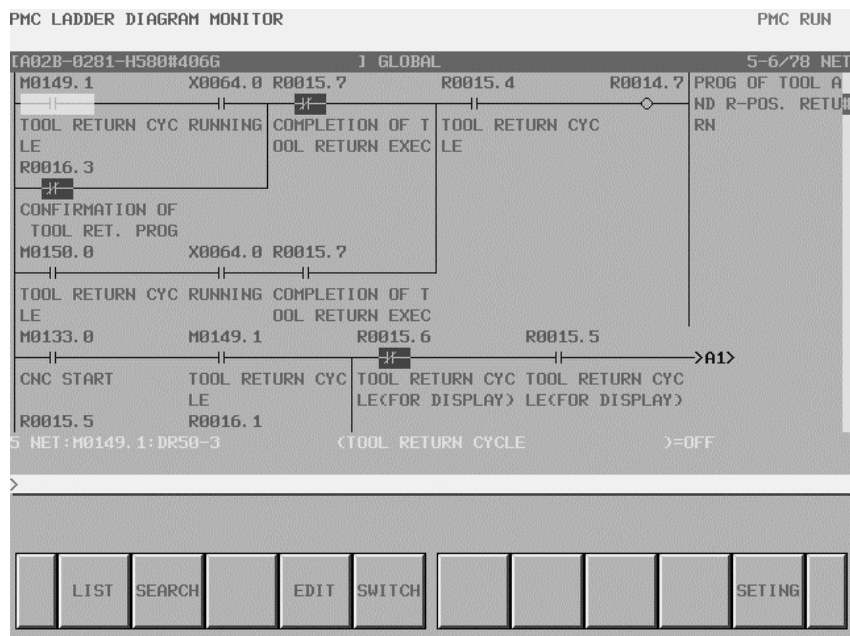 PMC LADDER DIAGRAM MONITOR PMC RUN
[A02B-0281-H580#406G ] GLOBAL 5-6/78 NET
M0149.1 X0064.0 R0015.7 R0015.4 R0014.7 PROG OF TOOL A
ND R-POS. RETU
TOOL RETURN CYC RUNNING COMPLETION OF T TOOL RETURN CYC RN
LE OOL RETURN EXEC LE
R0016.3
CONFIRMATION OF
TOOL RET. PROG
M0150.0 X0064.0 R0015.7
TOOL RETURN CYC RUNNING COMPLETION OF T
LE OOL RETURN EXEC
M0133.0 M0149.1 R0015.6 R0015.5
>A1>
CNC START TOOL RETURN CYC TOOL RETURN CYC TOOL RETURN CYC
LE LE(FOR DISPLAY) LE(FOR DISPLAY)
R0015.5 R0016.1
5 NET:M0149.1:DR50-3 (TOOL RETURN CYCLE )=OFF
>
LIST SEARCH EDIT SWITCH SETING